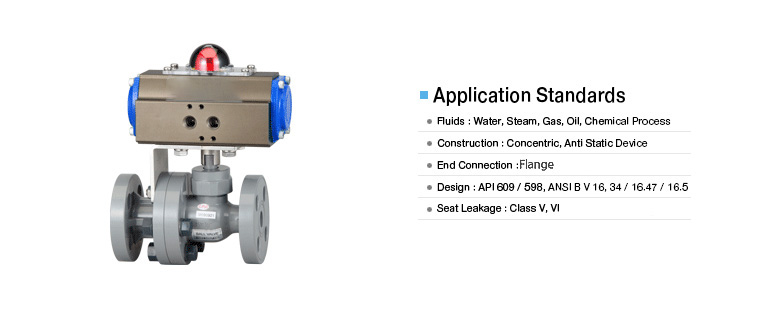 Application Standards
Fluids : Water, Steam, Gas, Oil, Chemical Process
Construction : Concentric, Anti Static Device
End Connection :Flange
Design : API 609 / 598, ANSI B V 16, 34 / 16.47 / 16.5
Seat Leakage : Class V, VI